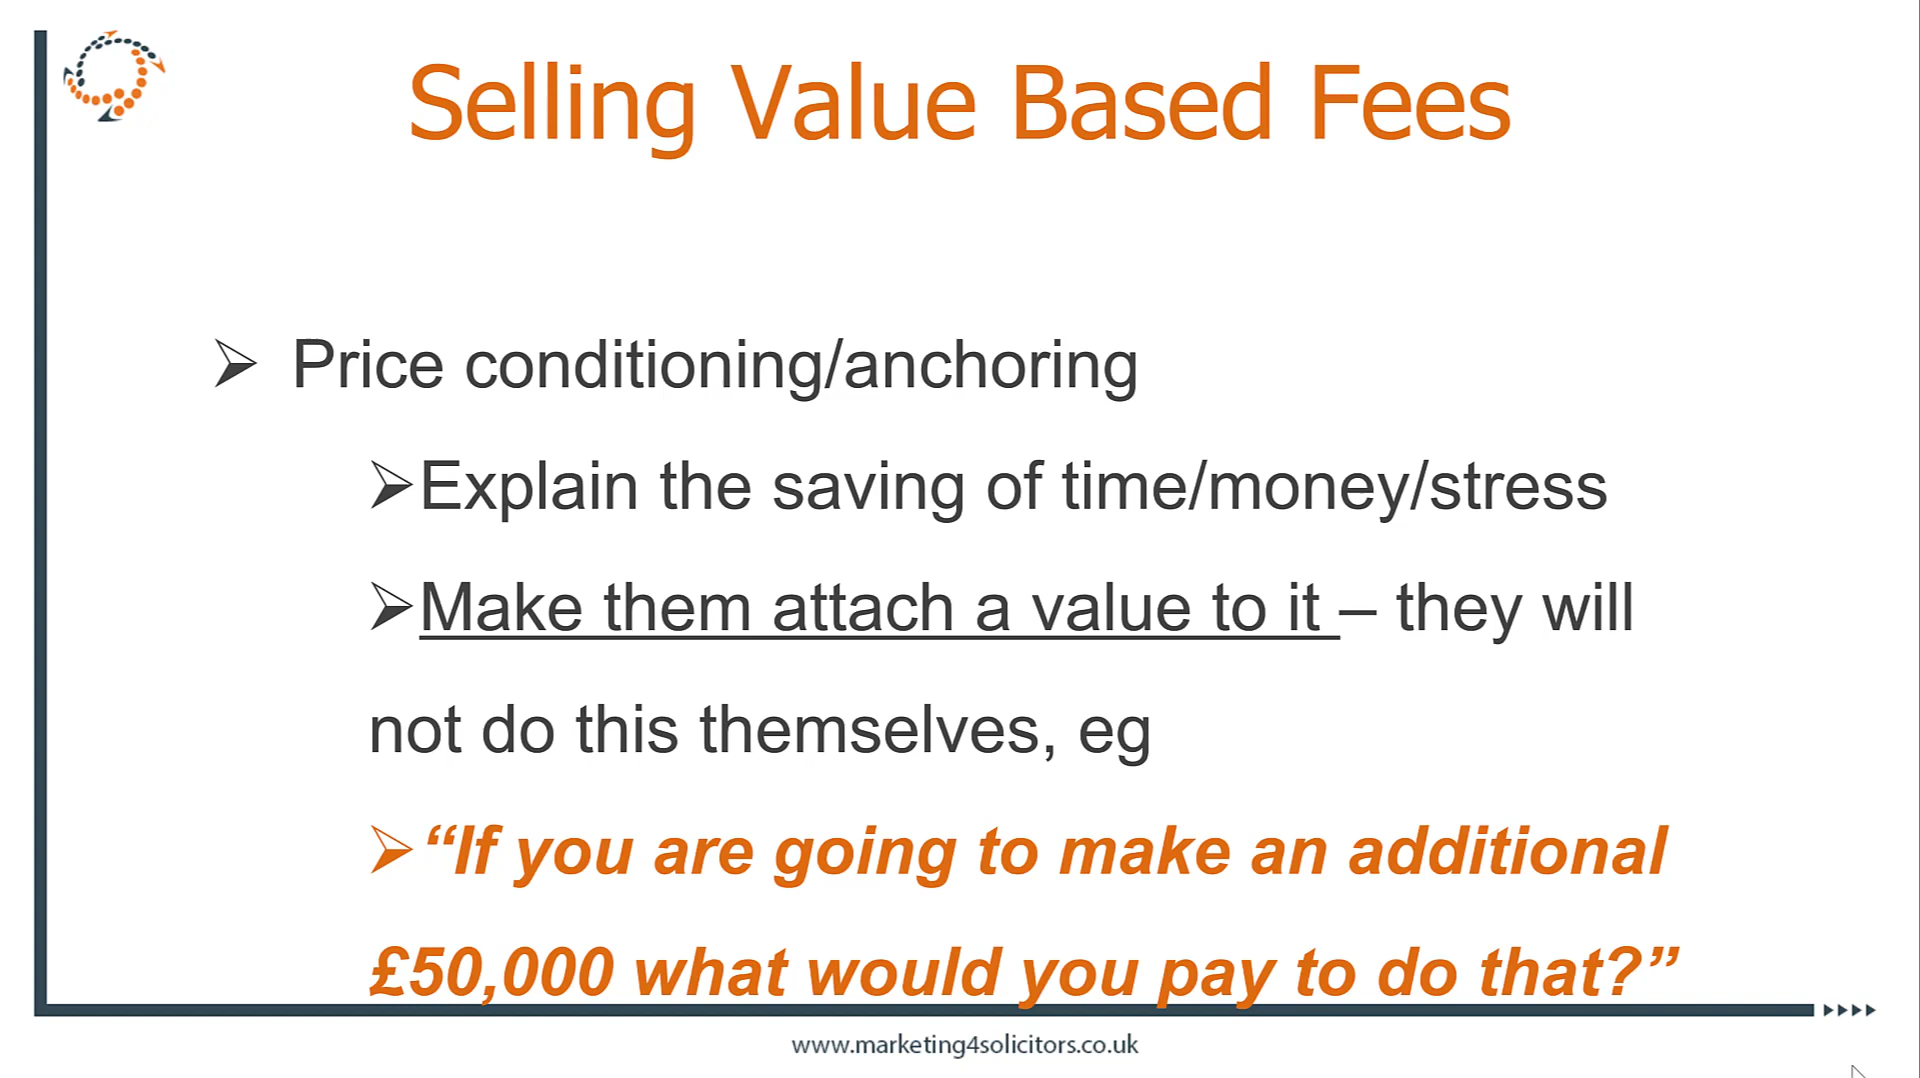 Selling Value Based Fees
➢ Price conditioning/anchoring
➢Explain the saving of time/money/stress
➢Make them attach a value to it – they will
not do this themselves, eg
➢“If you are going to make an additional
£50,000 what would you pay to do that?”
www.marketing4solicitors.co.uk